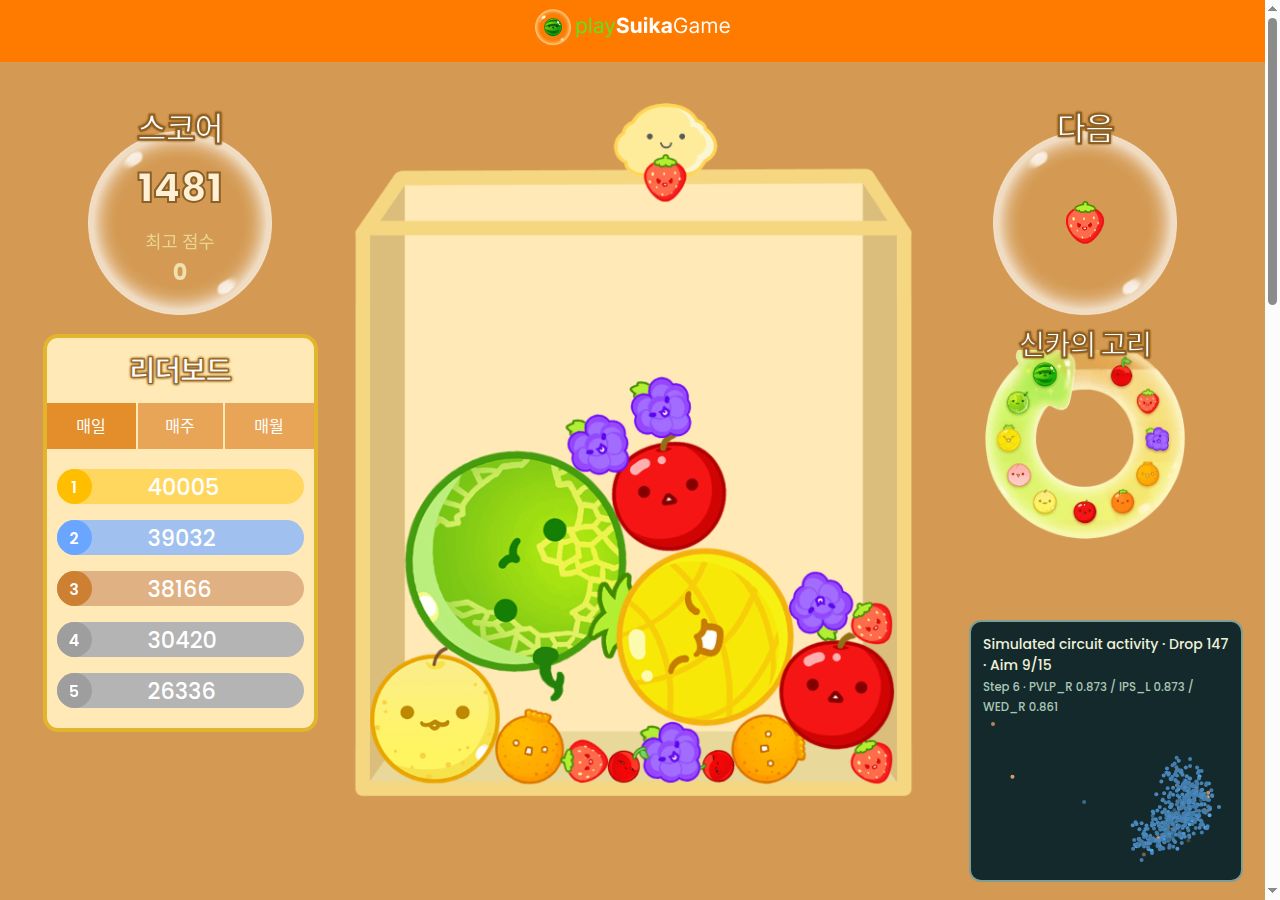 playSuikaGame
스코어
1481
최고 점수
0
리더보드
매일 매주 매월
1 40005
2 39032
3 38166
4 30420
5 26336
다음
신카의 고리
Simulated circuit activity · Drop 147
· Aim 9/15
Step 6 · PVLP_R 0.873 / IPS_L 0.873 /
WED_R 0.861